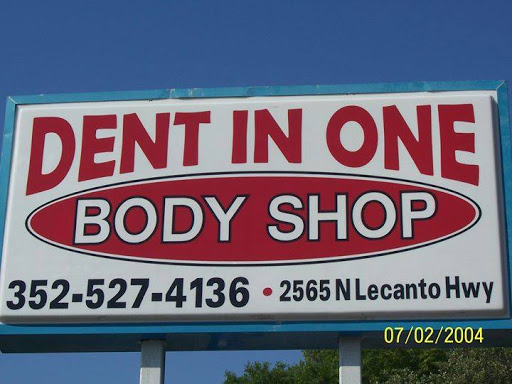 DENT IN ONE
BODY SHOP
352-527-4136 • 2565 N Lecanto Hwy
07/02/2004